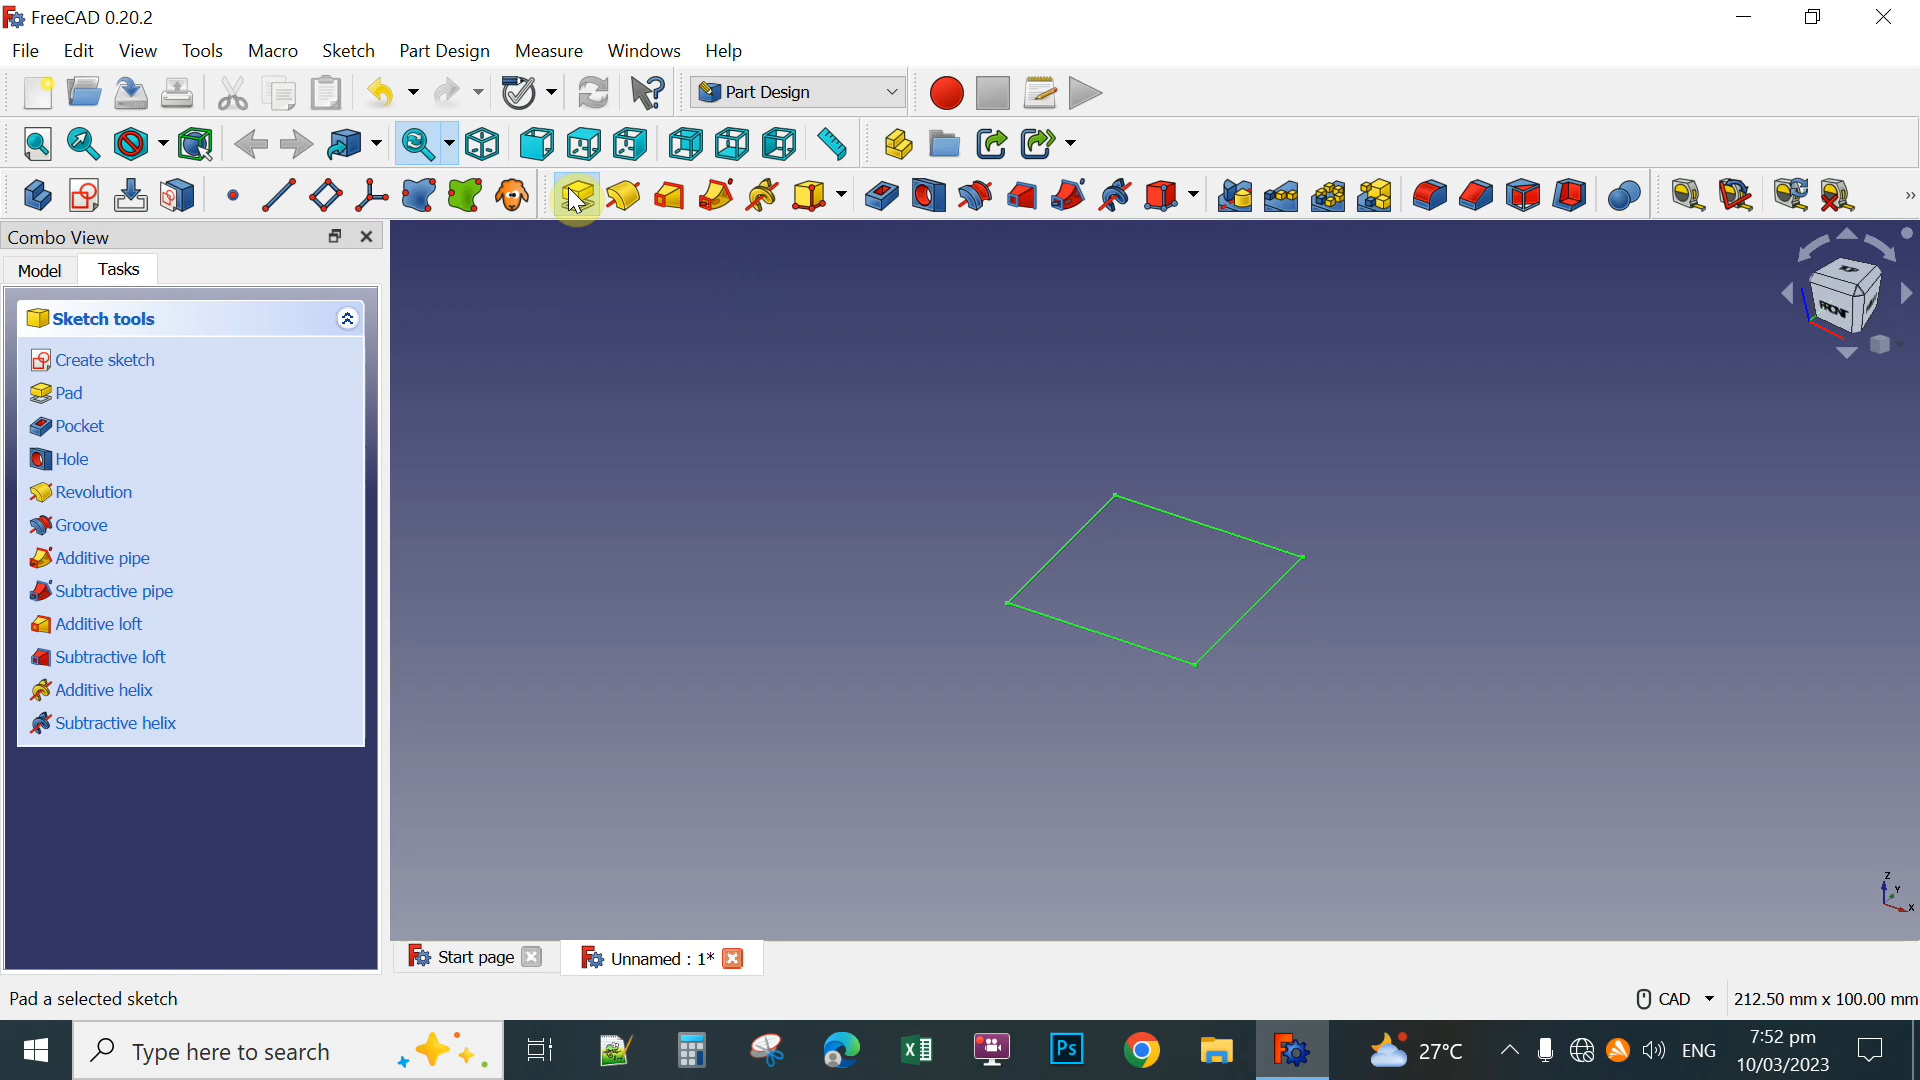 FreeCAD 0.20.2
File Edit View Tools Macro Sketch Part Design Measure Windows Help
Part Design
Combo View
Model Tasks
Sketch tools
Create sketch
Pad
Pocket
Hole
Revolution
Groove
Additive pipe
Subtractive pipe
Additive loft
Subtractive loft
Additive helix
Subtractive helix
FRONT
Z
Y
X
Start page Unnamed : 1*
Pad a selected sketch
CAD 212.50 mm x 100.00 mm
Type here to search
Ps
27°C
ENG
7:52 pm
10/03/2023